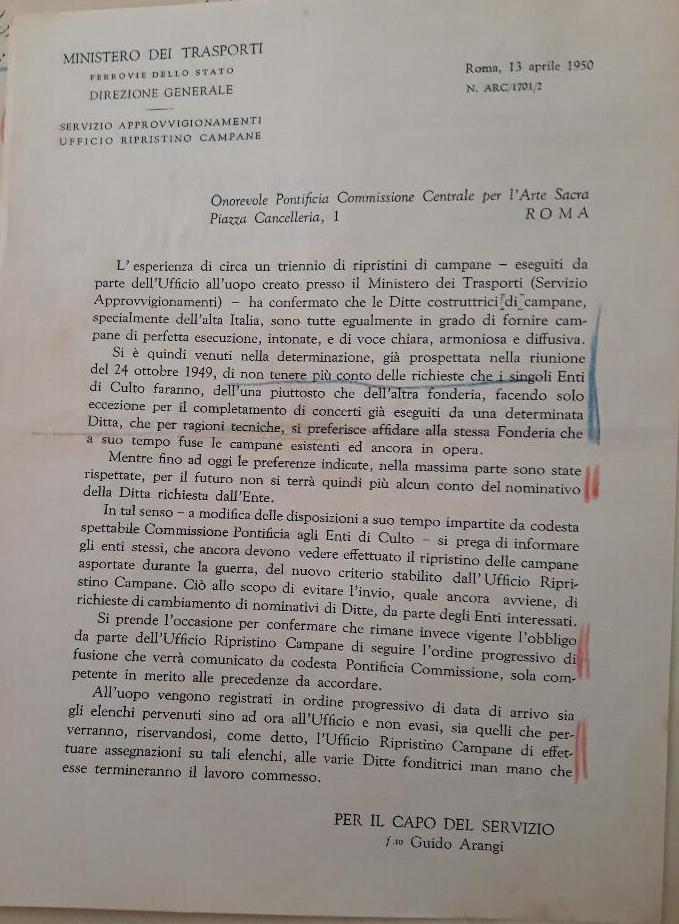 MINISTERO DEI TRASPORTI
FERROVIE DELLO STATO
DIREZIONE GENERALE
SERVIZIO APPROVVIGIONAMENTI
UFFICIO RIPRISTINO CAMPANE
Roma, 13 aprile 1950
N. ARC/1701/2
Onorevole Pontificia Commissione Centrale per l'Arte Sacra
Piazza Cancelleria, 1 ROMA
L'esperienza di circa un triennio di ripristini di campane – eseguiti da
parte dell'Ufficio all'uopo creato presso il Ministero dei Trasporti (Servizio
Approvvigionamenti) – ha confermato che le Ditte costruttrici di campane,
specialmente dell'alta Italia, sono tutte egualmente in grado di fornire cam-
pane di perfetta esecuzione, intonate, e di voce chiara, armoniosa e diffusiva.
Si è quindi venuti nella determinazione, già prospettata nella riunione
del 24 ottobre 1949, di non tenere più conto delle richieste che i singoli Enti
di Culto faranno, dell'una piuttosto che dell'altra fonderia, facendo solo
eccezione per il completamento di concerti già eseguiti da una determinata
Ditta, che per ragioni tecniche, si preferisce affidare alla stessa Fonderia che
a suo tempo fuse le campane esistenti ed ancora in opera.
Mentre fino ad oggi le preferenze indicate, nella massima parte sono state
rispettate, per il futuro non si terrà quindi più alcun conto del nominativo
della Ditta richiesta dall'Ente.
In tal senso – a modifica delle disposizioni a suo tempo impartite da codesta
spettabile Commissione Pontificia agli Enti di Culto – si prega di informare
gli enti stessi, che ancora devono vedere effettuato il ripristino delle campane
asportate durante la guerra, del nuovo criterio stabilito dall'Ufficio Ripri-
stino Campane. Ciò allo scopo di evitare l'invio, quale ancora avviene, di
richieste di cambiamento di nominativi di Ditte, da parte degli Enti interessati.
Si prende l'occasione per confermare che rimane invece vigente l'obbligo
da parte dell'Ufficio Ripristino Campane di seguire l'ordine progressivo di
fusione che verrà comunicato da codesta Pontificia Commissione, sola com-
petente in merito alle precedenze da accordare.
All'uopo vengono registrati in ordine progressivo di data di arrivo sia
gli elenchi pervenuti sino ad ora all'Ufficio e non evasi, sia quelli che per-
verranno, riservandosi, come detto, l'Ufficio Ripristino Campane di effet-
tuare assegnazioni su tali elenchi, alle varie Ditte fonditrici man mano che
esse termineranno il lavoro commesso.
PER IL CAPO DEL SERVIZIO
f.to Guido Arangi